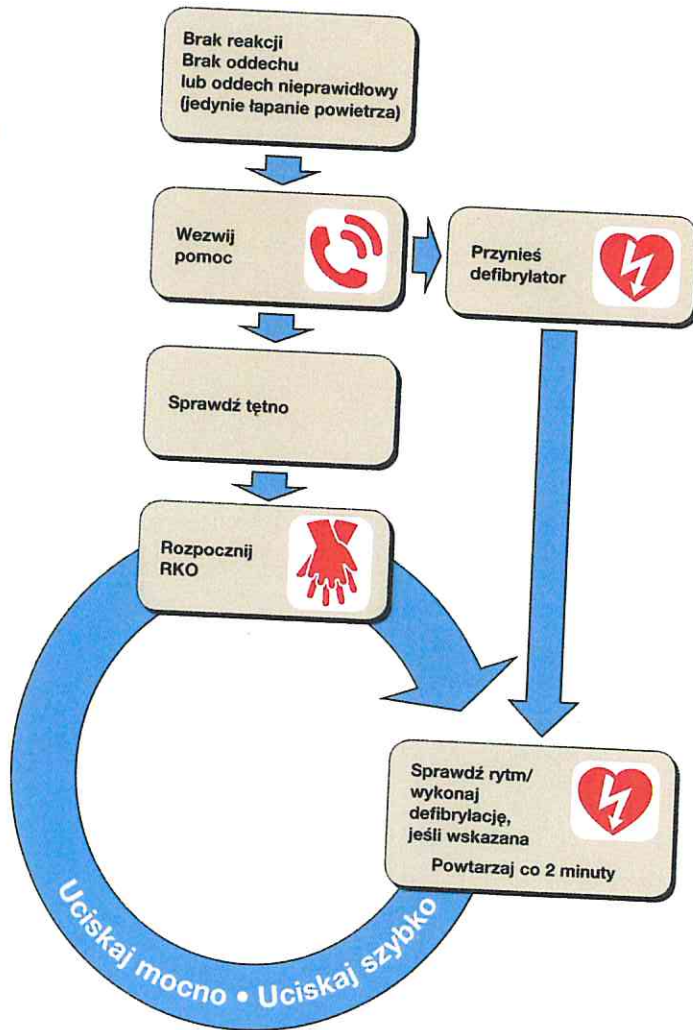 Brak reakcji
Brak oddechu
lub oddech nieprawidłowy
(jedynie łapanie powietrza)
Wezwij
pomoc
Przynieś
defibrylator
Sprawdź tętno
Rozpocznij
RKO
Sprawdź rytm/
wykonaj
defibrylację,
jeśli wskazana
Powtarzaj co 2 minuty
Uciskaj mocno • Uciskaj szybko